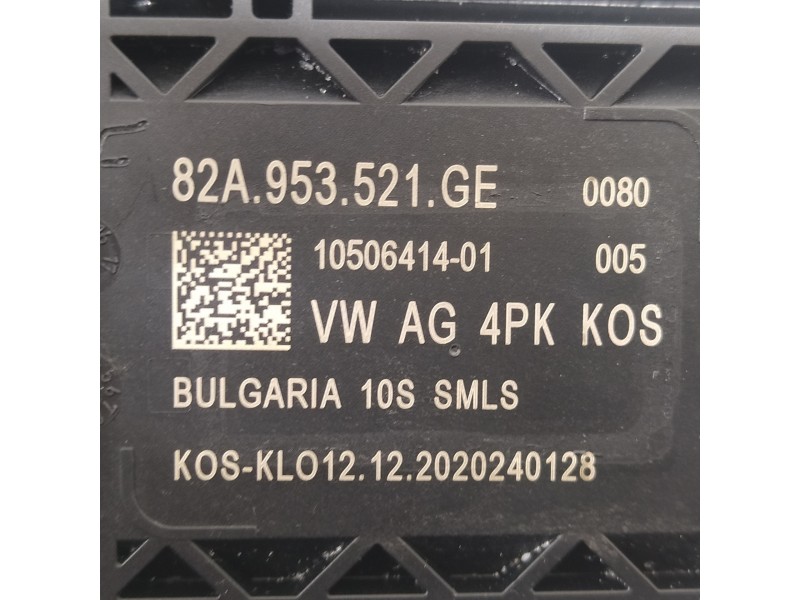 82A.953.521.GE 0080
10506414-01 005
VW AG 4PK KOS
BULGARIA 10S SMLS
KOS-KLO12.12.2020240128